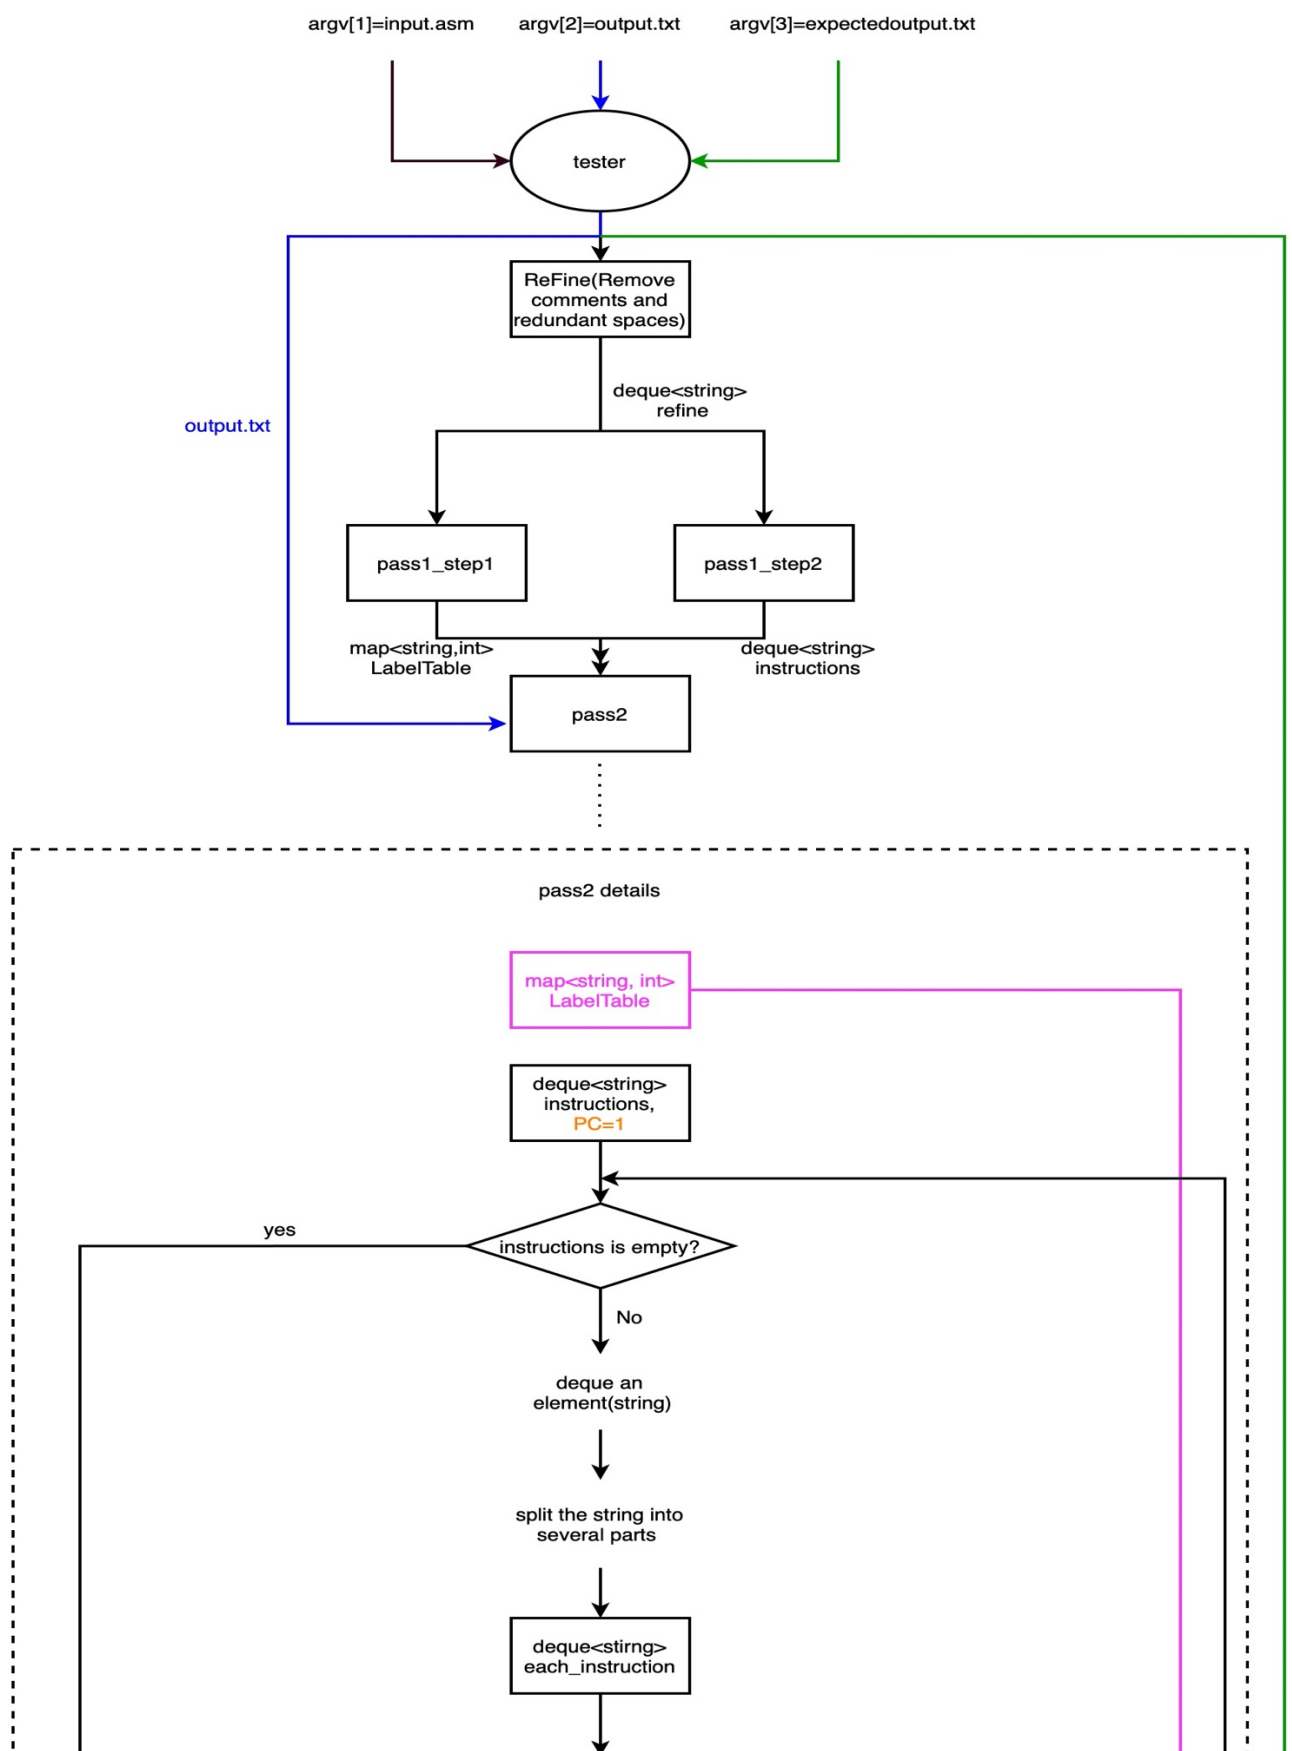 argv[1]=input.asm
argv[2]=output.txt
argv[3]=expectedoutput.txt
tester
ReFine(Remove
comments and
redundant spaces)
deque<string>
refine
output.txt
pass1_step1
pass1_step2
map<string,int>
LabelTable
deque<string>
instructions
pass2
pass2 details
map<string, int>
LabelTable
deque<string>
instructions,
PC=1
yes
instructions is empty?
No
deque an
element(string)
split the string into
several parts
deque<stirng>
each_instruction